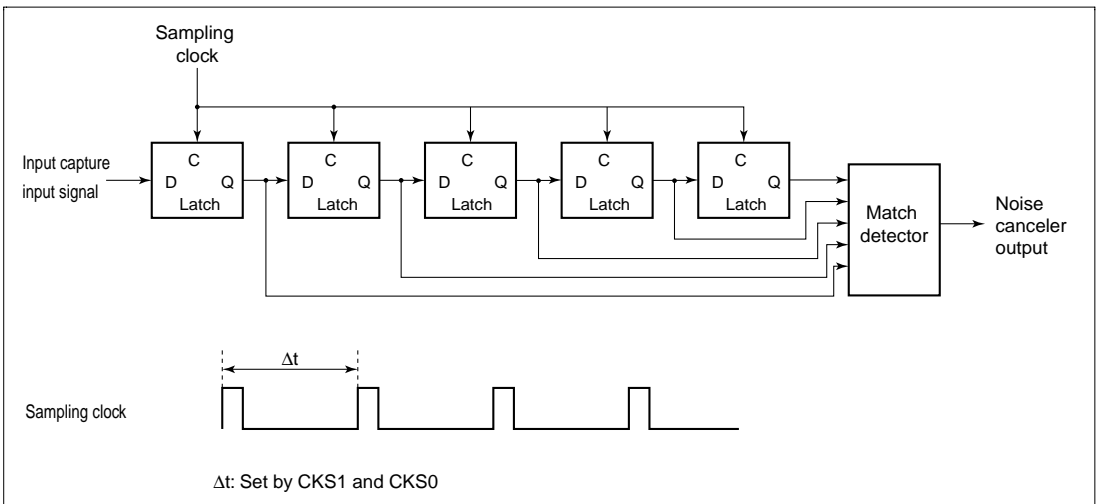 Sampling
clock
Input capture
input signal
C
D Q
Latch
C
D Q
Latch
C
D Q
Latch
C
D Q
Latch
C
D Q
Latch
Match
detector
Noise
canceler
output
Δt
Sampling clock
Δt: Set by CKS1 and CKS0